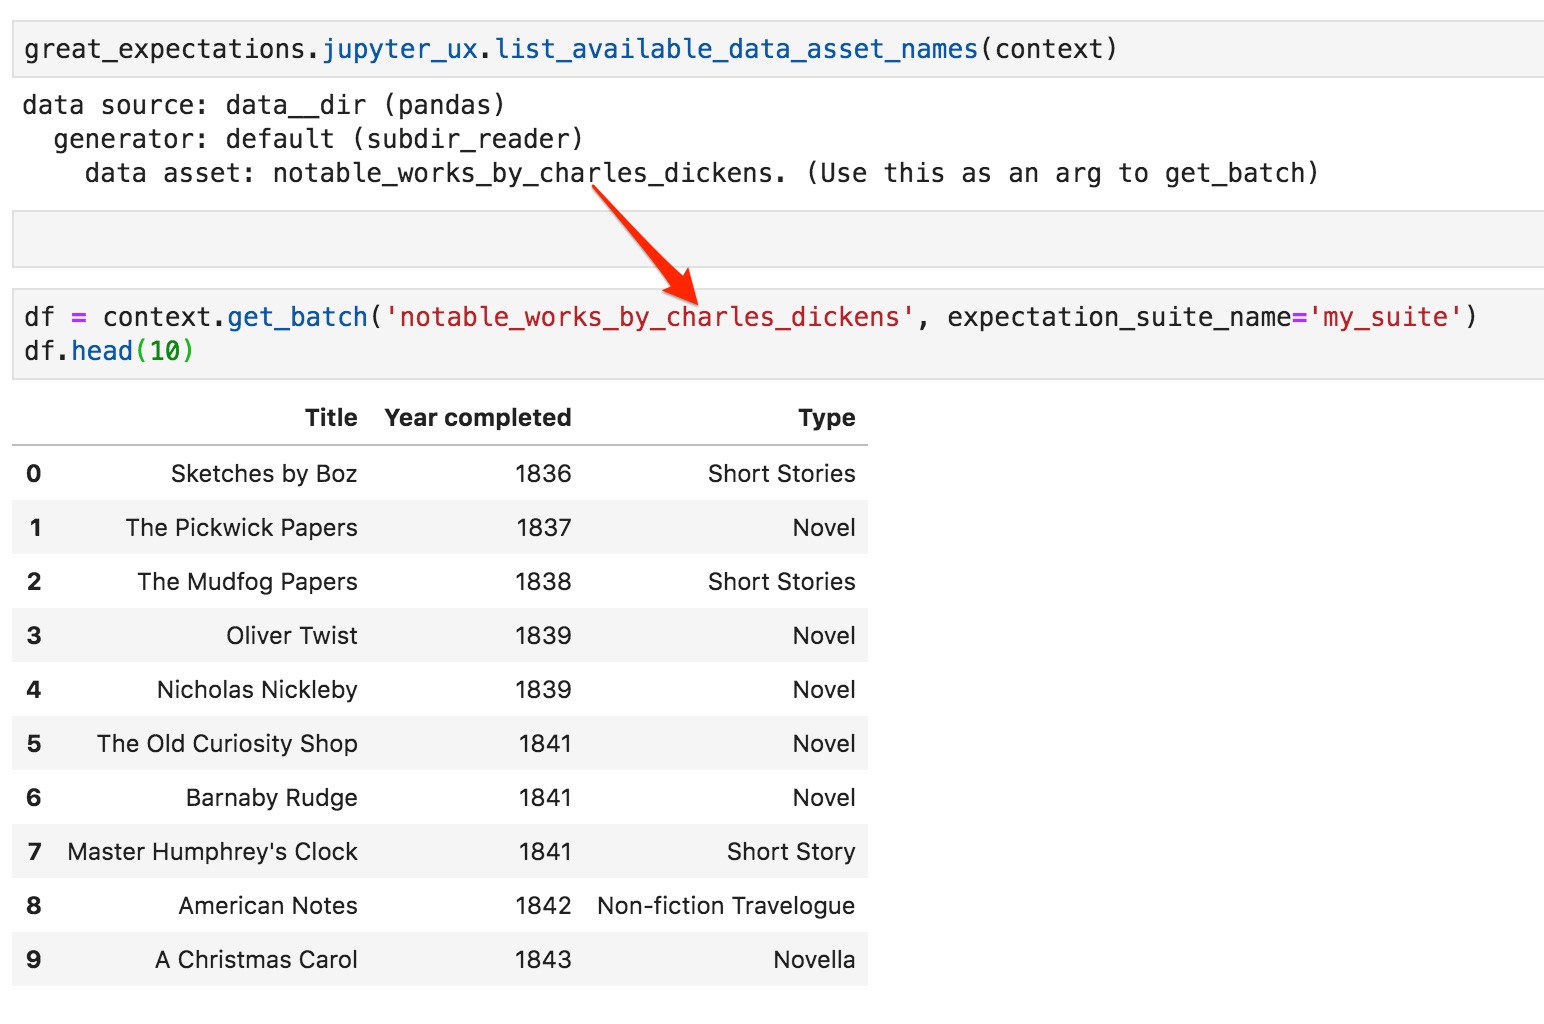 great_expectations.jupyter_ux.list_available_data_asset_names(context)
data source: data__dir (pandas)
generator: default (subdir_reader)
data asset: notable_works_by_charles_dickens. (Use this as an arg to get_batch)
df = context.get_batch('notable_works_by_charles_dickens', expectation_suite_name='my_suite')
df.head(10)
Title Year completed Type
0 Sketches by Boz 1836 Short Stories
1 The Pickwick Papers 1837 Novel
2 The Mudfog Papers 1838 Short Stories
3 Oliver Twist 1839 Novel
4 Nicholas Nickleby 1839 Novel
5 The Old Curiosity Shop 1841 Novel
6 Barnaby Rudge 1841 Novel
7 Master Humphrey's Clock 1841 Short Story
8 American Notes 1842 Non-fiction Travelogue
9 A Christmas Carol 1843 Novella